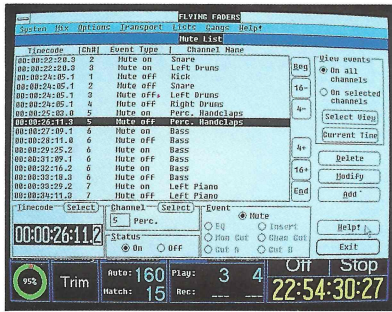 FLYING FADERS
System Mix Options Transport Lists Gangs Help!
Mute List
Timecode Ch# Event Type Channel Name
00:00:22:20.3 2 Mute on Snare
00:00:22:20.3 3 Mute on Left Drums
00:00:24:05.1 1 Mute off Kick
00:00:24:05.1 2 Mute off Snare
00:00:24:05.1 3 Mute off Left Drums
00:00:24:05.1 4 Mute off Right Drums
00:00:25:03.0 5 Mute on Perc. Handclaps
00:00:26:11.3 5 Mute off Perc. Handclaps
00:00:27:09.1 6 Mute on Bass
00:00:28:11.0 6 Mute off Bass
00:00:29:25.2 6 Mute on Bass
00:00:31:09.1 6 Mute off Bass
00:00:32:16.2 6 Mute on Bass
00:00:33:10.3 6 Mute off Bass
00:00:33:29.2 7 Mute on Left Piano
00:00:34:11.3 7 Mute off Left Piano
Beg
16-
4-
4+
16+
End
View events
On all channels
On selected channels
Select View
Current Time
Delete
Modify
Add
Help!
Exit
Timecode Select
00:00:26:11.2
Channel Select
5 Perc.
Status
On Off
Event
Mute
Eq Insert
Mon Cut Chan Cut
Cut A Cut B
95% Trim
Auto: 160 Play: 3 4
Match: 15 Rec: __ __
Off Stop
22:54:30:27